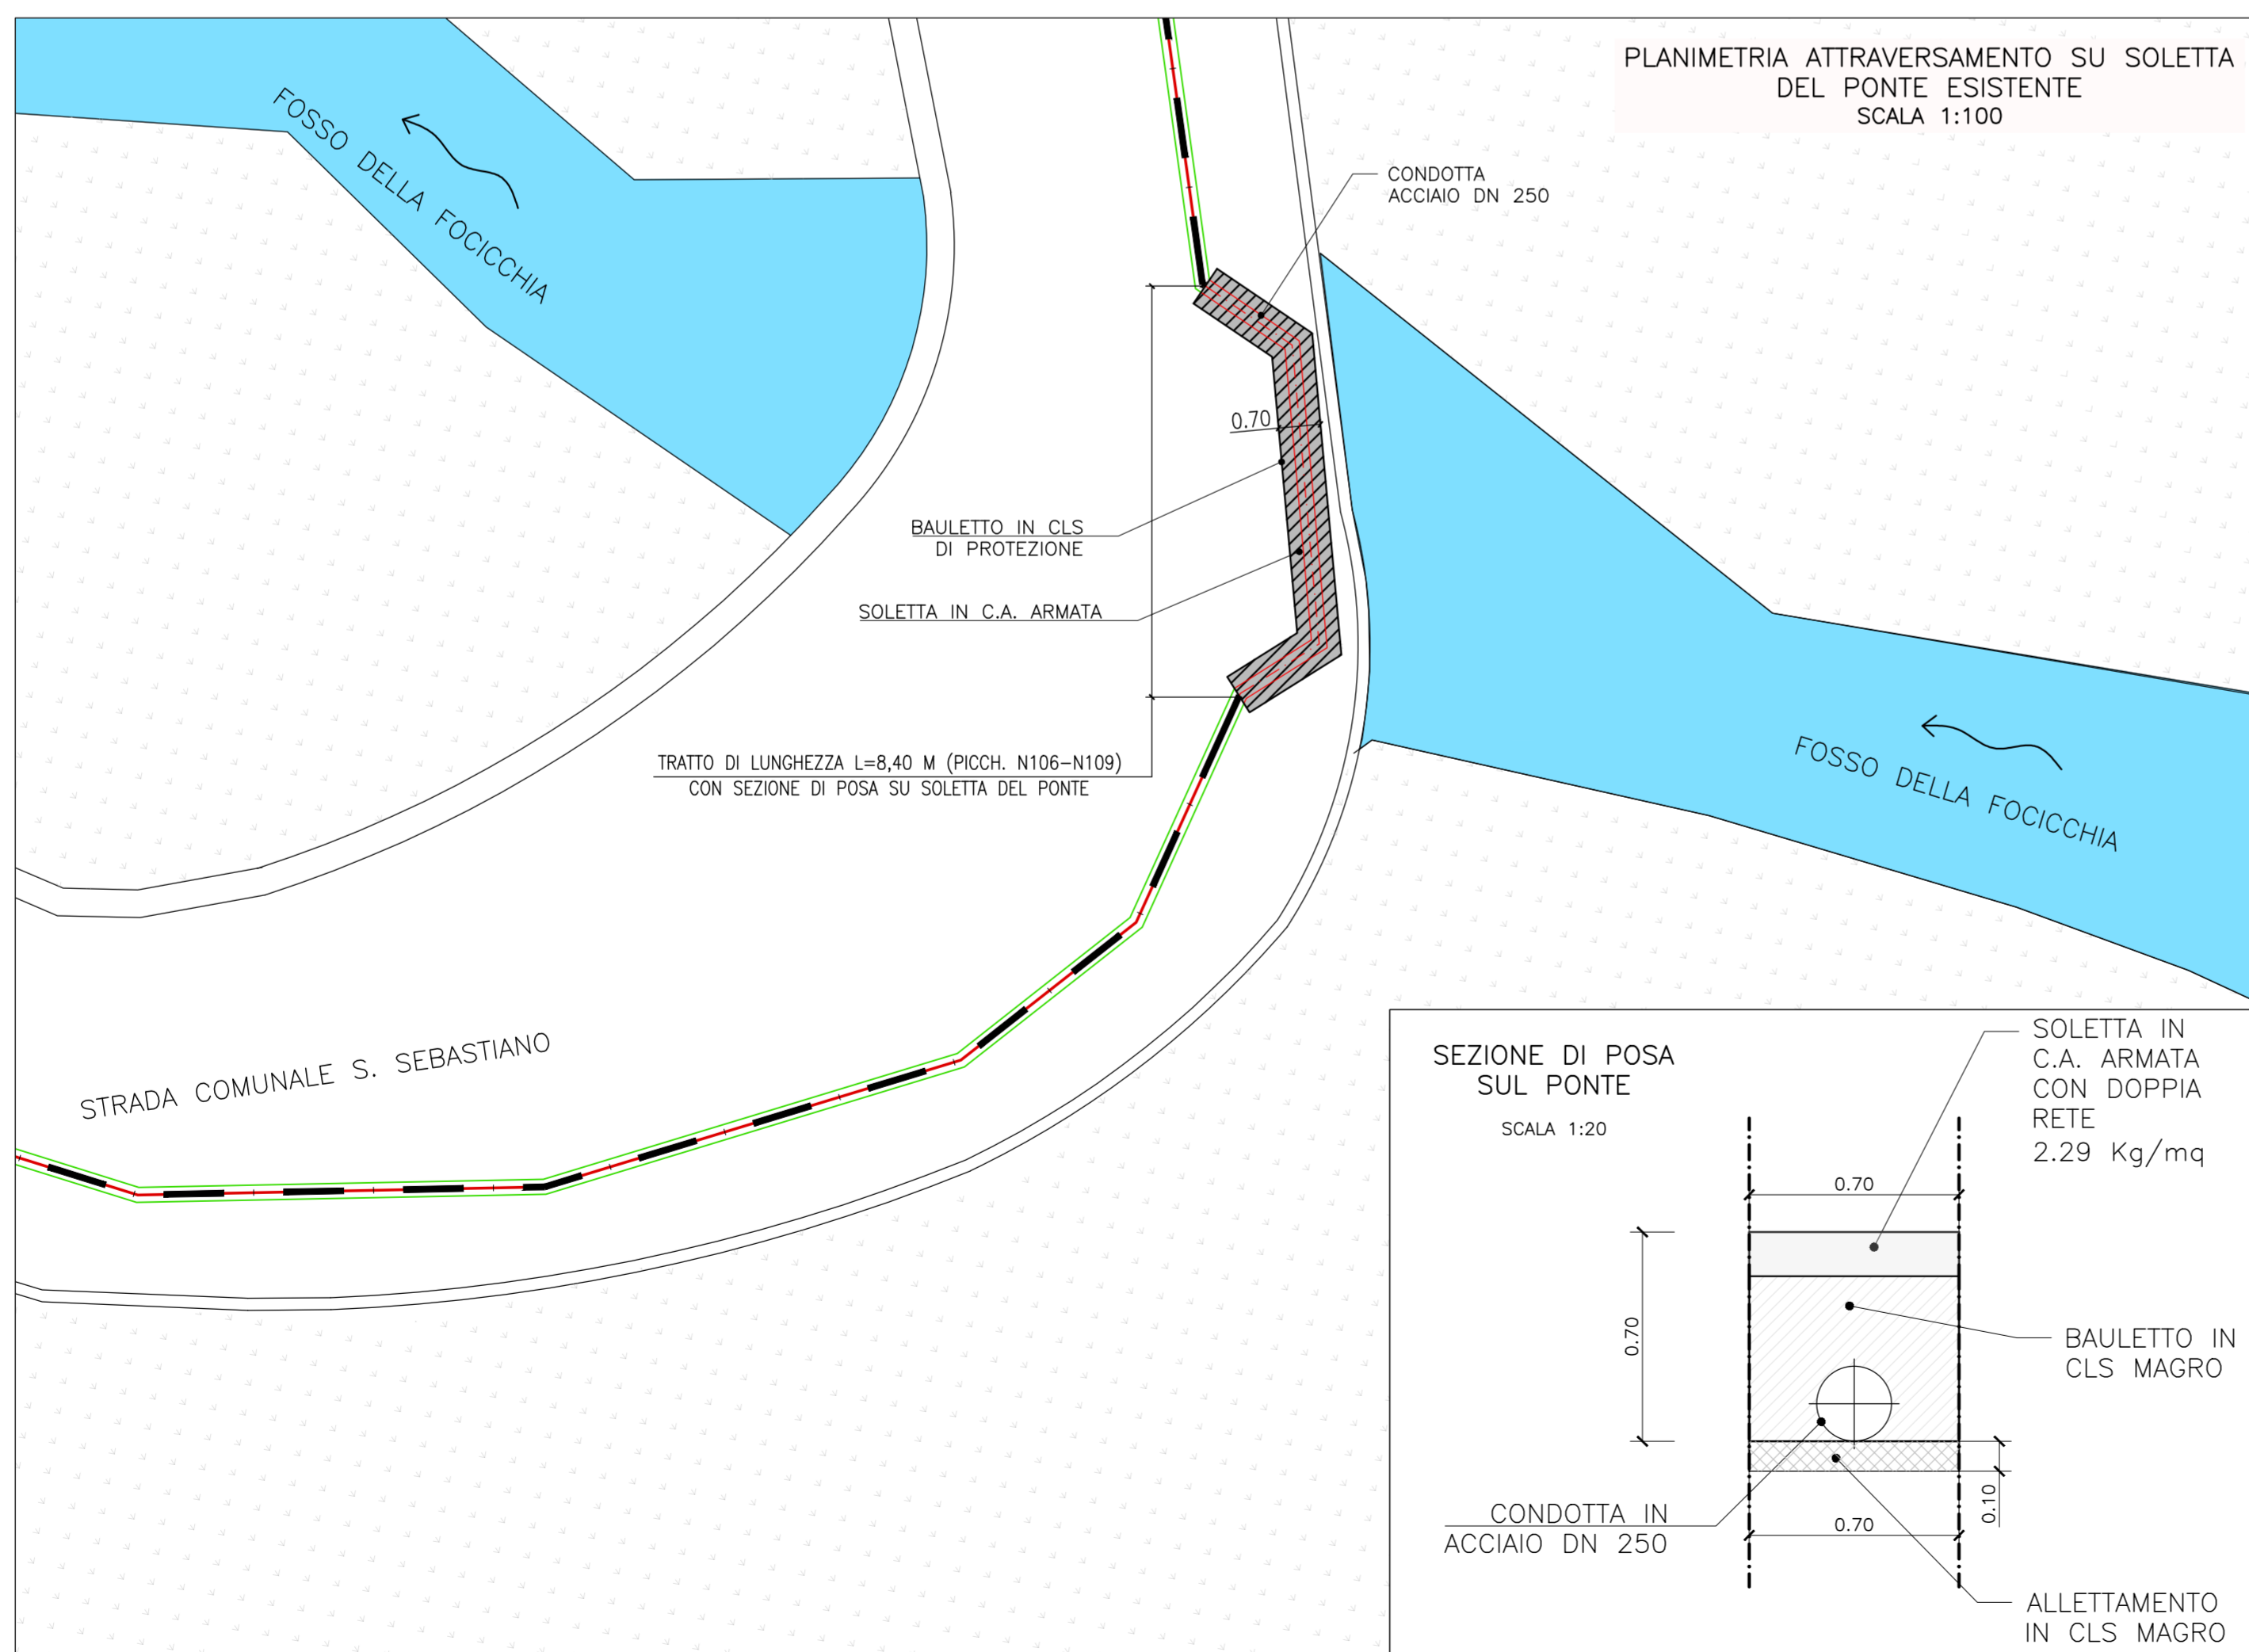 PLANIMETRIA ATTRAVERSAMENTO SU SOLETTA
DEL PONTE ESISTENTE
SCALA 1:100
FOSSO DELLA FOCICCHIA
CONDOTTA
ACCIAIO DN 250
0.70
BAULETTO IN CLS
DI PROTEZIONE
SOLETTA IN C.A. ARMATA
TRATTO DI LUNGHEZZA L=8,40 M (PICCH. N106-N109)
CON SEZIONE DI POSA SU SOLETTA DEL PONTE
FOSSO DELLA FOCICCHIA
STRADA COMUNALE S. SEBASTIANO
SEZIONE DI POSA
SUL PONTE
SCALA 1:20
SOLETTA IN
C.A. ARMATA
CON DOPPIA
RETE
2.29 Kg/mq
0.70
0.70
BAULETTO IN
CLS MAGRO
CONDOTTA IN
ACCIAIO DN 250
0.70
0.10
ALLETTAMENTO
IN CLS MAGRO